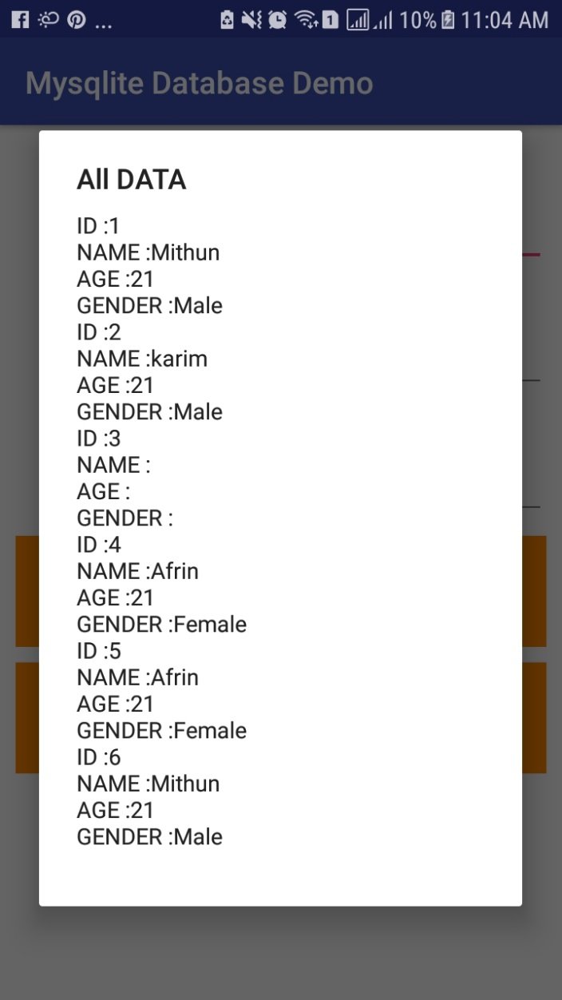 ... 1 10% 11:04 AM
Mysqlite Database Demo
All DATA
ID :1
NAME :Mithun
AGE :21
GENDER :Male
ID :2
NAME :karim
AGE :21
GENDER :Male
ID :3
NAME :
AGE :
GENDER :
ID :4
NAME :Afrin
AGE :21
GENDER :Female
ID :5
NAME :Afrin
AGE :21
GENDER :Female
ID :6
NAME :Mithun
AGE :21
GENDER :Male